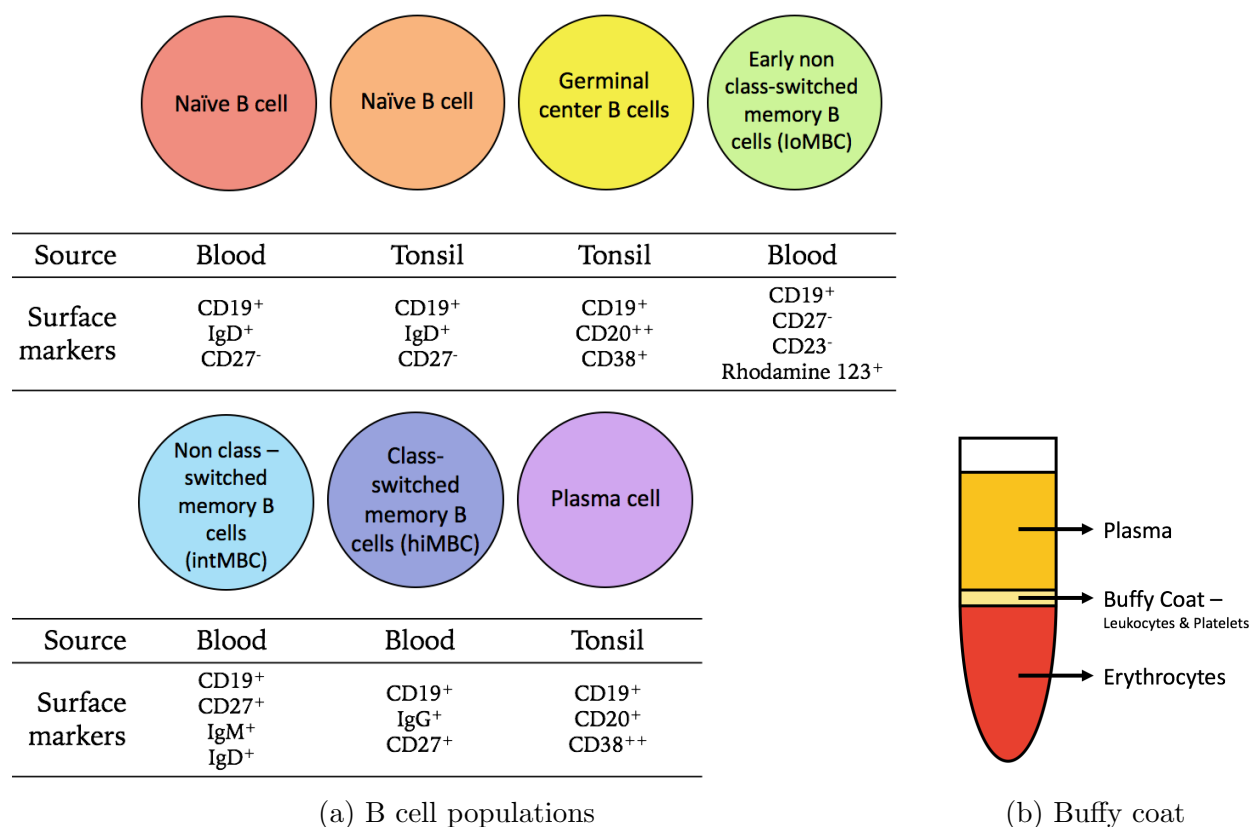 Naïve B cell
Naïve B cell
Germinal
center B cells
Early non
class-switched
memory B
cells (loMBC)
Source Blood Tonsil Tonsil Blood
Surface
markers
CD19⁺
IgD⁺
CD27⁻
CD19⁺
IgD⁺
CD27⁻
CD19⁺
CD20⁺⁺
CD38⁺
CD19⁺
CD27⁻
CD23⁻
Rhodamine 123⁺
Non class –
switched
memory B
cells
(intMBC)
Class-
switched
memory B
cells (hiMBC)
Plasma cell
Source Blood Blood Tonsil
Surface
markers
CD19⁺
CD27⁺
IgM⁺
IgD⁺
CD19⁺
IgG⁺
CD27⁺
CD19⁺
CD20⁺
CD38⁺⁺
(a) B cell populations
Plasma
Buffy Coat –
Leukocytes & Platelets
Erythrocytes
(b) Buffy coat